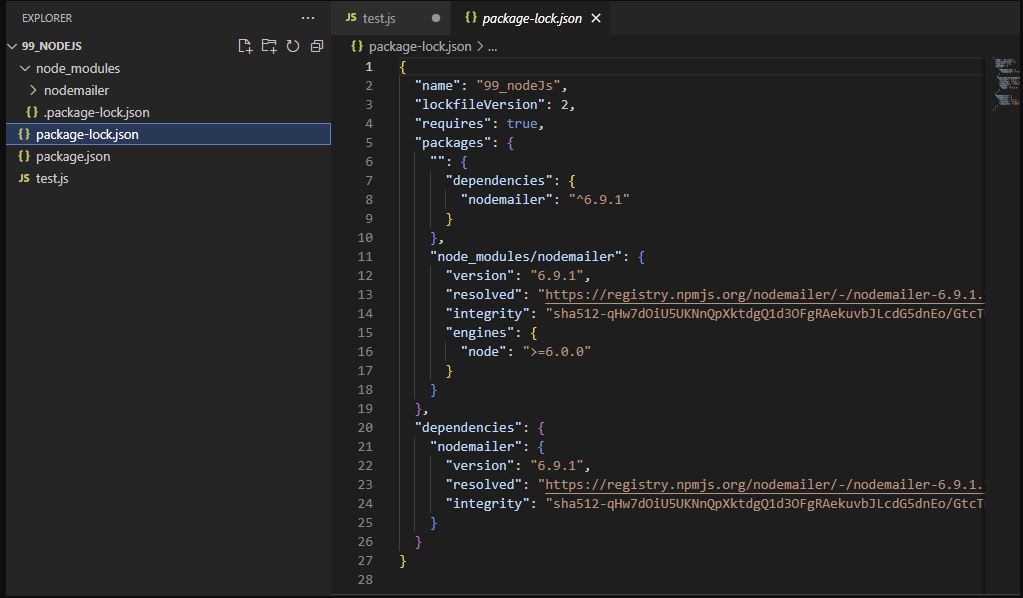 EXPLORER
99_NODEJS
node_modules
nodemailer
{} .package-lock.json
{} package-lock.json
{} package.json
JS test.js
JS test.js
{} package-lock.json
{} package-lock.json > ...
1 {
2 "name": "99_nodeJs",
3 "lockfileVersion": 2,
4 "requires": true,
5 "packages": {
6 "": {
7 "dependencies": {
8 "nodemailer": "^6.9.1"
9 }
10 },
11 "node_modules/nodemailer": {
12 "version": "6.9.1",
13 "resolved": "https://registry.npmjs.org/nodemailer/-/nodemailer-6.9.1.
14 "integrity": "sha512-qHw7dOiU5UKNnQpXktdgQ1d3OFgRAekuvbJLcdG5dnEo/GtcT
15 "engines": {
16 "node": ">=6.0.0"
17 }
18 }
19 },
20 "dependencies": {
21 "nodemailer": {
22 "version": "6.9.1",
23 "resolved": "https://registry.npmjs.org/nodemailer/-/nodemailer-6.9.1.
24 "integrity": "sha512-qHw7dOiU5UKNnQpXktdgQ1d3OFgRAekuvbJLcdG5dnEo/GtcT
25 }
26 }
27 }
28